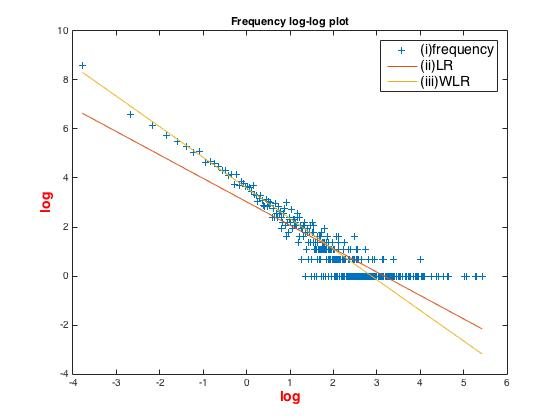 Frequency log-log plot
10
8
6
4
2
0
-2
-4
log
(i)frequency
(ii)LR
(iii)WLR
-4 -3 -2 -1 0 1 2 3 4 5 6
log